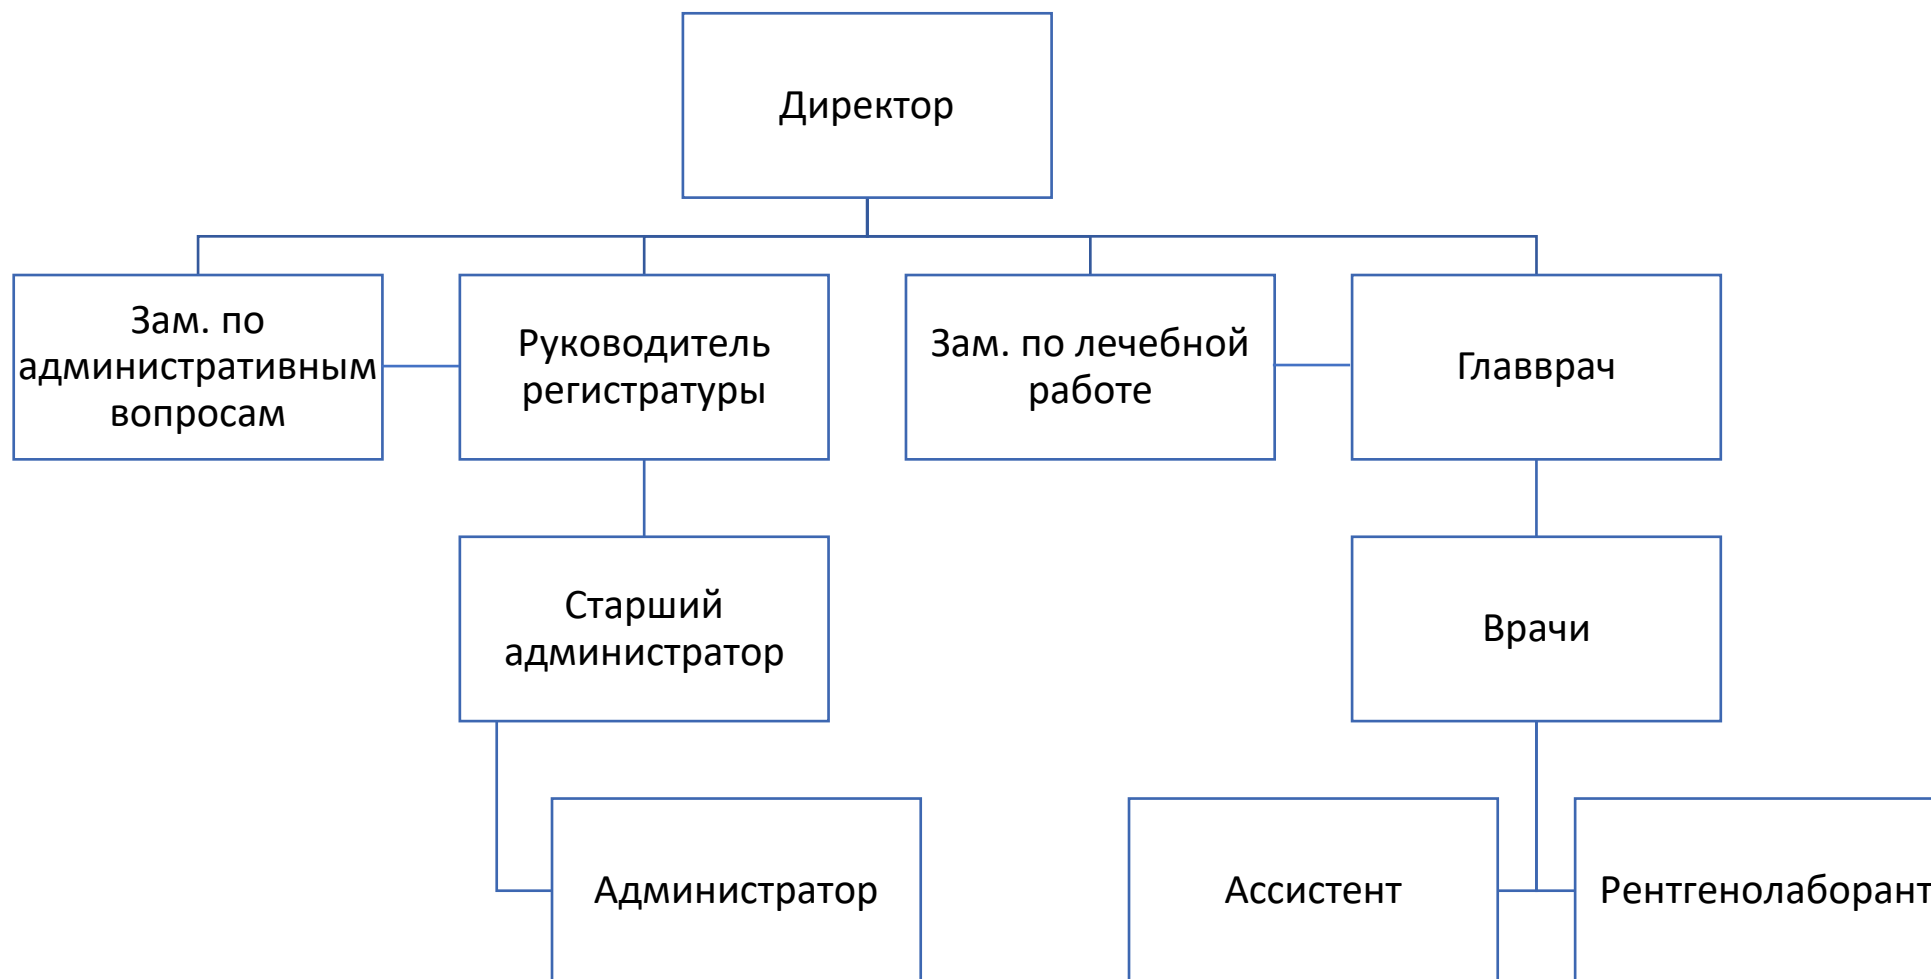 Директор
Зам. по
административным
вопросам
Руководитель
регистратуры
Зам. по лечебной
работе
Главврач
Старший
администратор
Врачи
Администратор
Ассистент
Рентгенолаборант